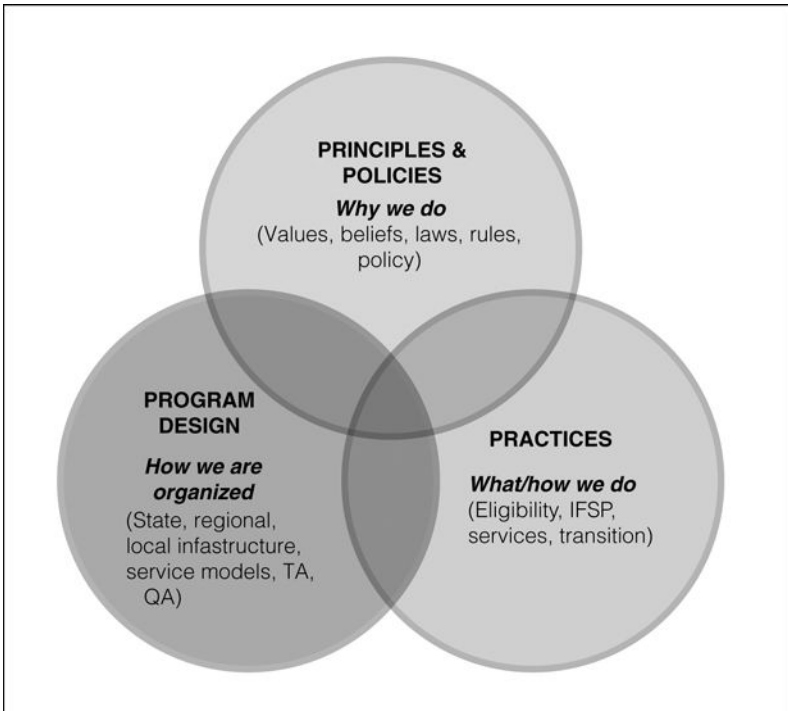 PRINCIPLES &
POLICIES
Why we do
(Values, beliefs, laws, rules,
policy)
PROGRAM
DESIGN
How we are
organized
(State, regional,
local infastructure,
service models, TA,
QA)
PRACTICES
What/how we do
(Eligibility, IFSP,
services, transition)